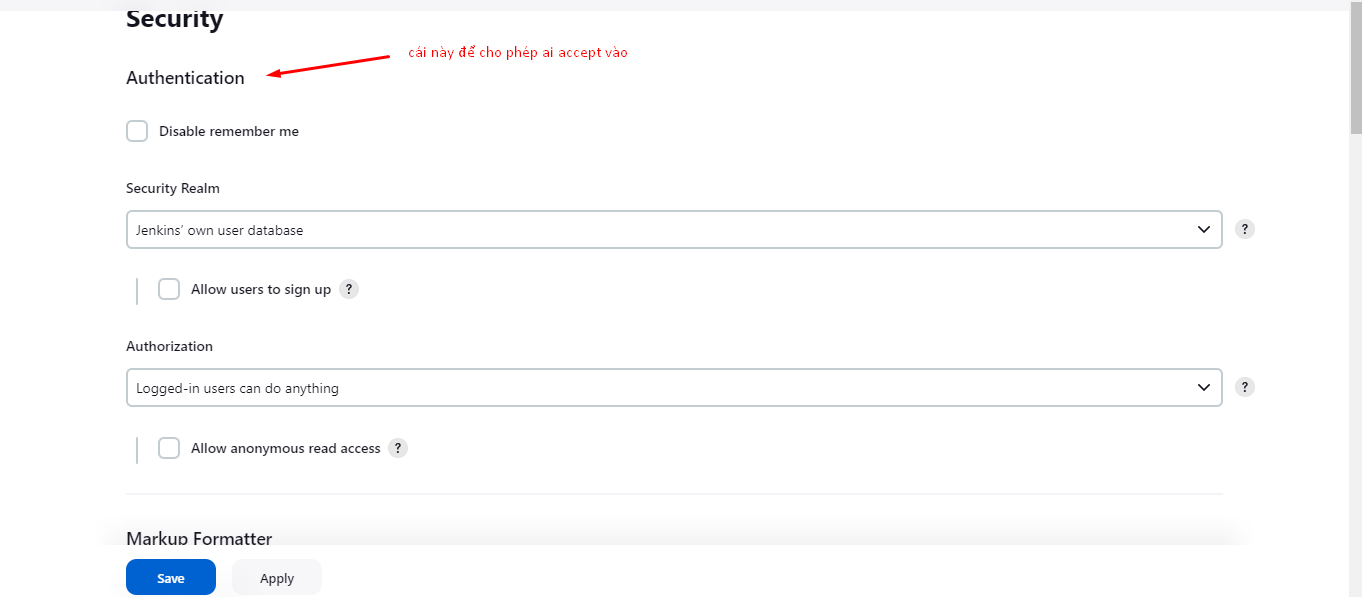 Security
cái này để cho phép ai accept vào
Authentication
Disable remember me
Security Realm
Jenkins' own user database
?
Allow users to sign up ?
Authorization
Logged-in users can do anything
?
Allow anonymous read access ?
Markup Formatter
Save Apply